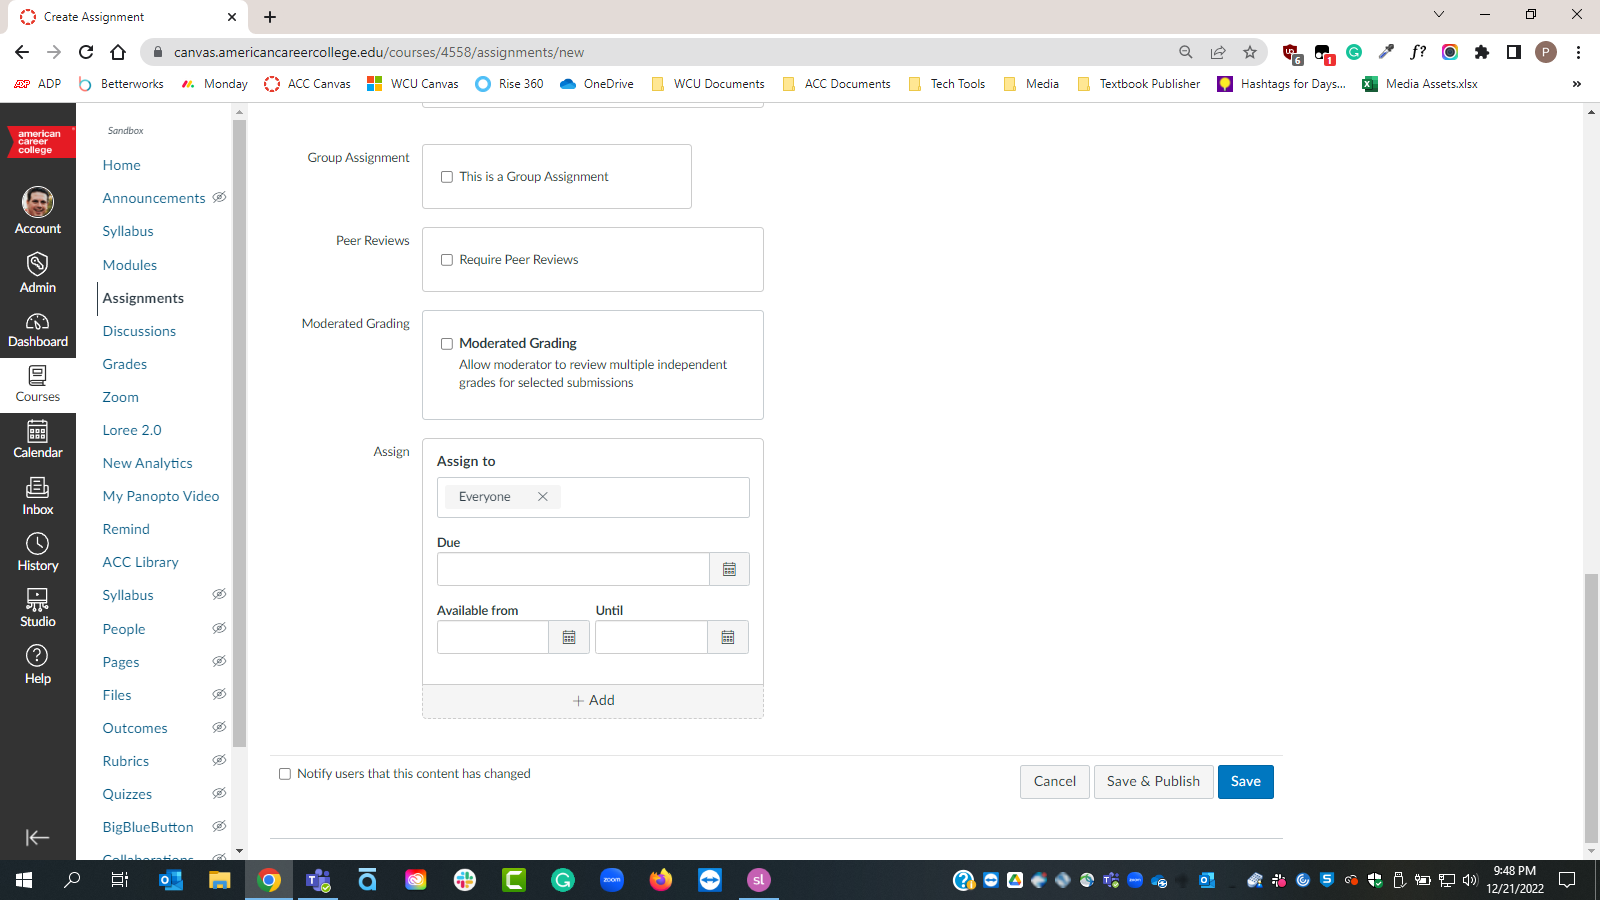 Create Assignment
canvas.americancareercollege.edu/courses/4558/assignments/new
6
1
f?
P
ADP
ADP
Betterworks
Monday
ACC Canvas
WCU Canvas
Rise 360
OneDrive
WCU Documents
ACC Documents
Tech Tools
Media
Textbook Publisher
Hashtags for Days...
Media Assets.xlsx
american
career
college
Account
Admin
Dashboard
Courses
Calendar
Inbox
History
Studio
Help
Sandbox
Home
Announcements
Syllabus
Modules
Assignments
Discussions
Grades
Zoom
Loree 2.0
New Analytics
My Panopto Video
Remind
ACC Library
Syllabus
People
Pages
Files
Outcomes
Rubrics
Quizzes
BigBlueButton
Collaborations
Group Assignment
This is a Group Assignment
Peer Reviews
Require Peer Reviews
Moderated Grading
Moderated Grading
Allow moderator to review multiple independent
grades for selected submissions
Assign
Assign to
Everyone
Due
Available from
Until
+ Add
Notify users that this content has changed
Cancel
Save & Publish
Save
zoom
sl
9:48 PM
12/21/2022